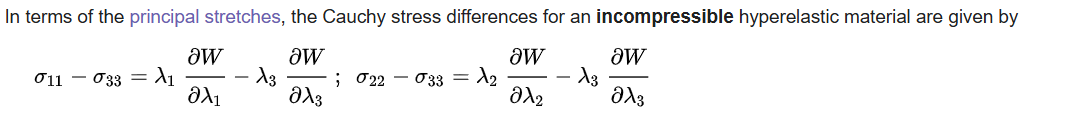 In terms of the principal stretches, the Cauchy stress differences for an incompressible hyperelastic material are given by
σ11 − σ33 = λ1 ∂W/∂λ1 − λ3 ∂W/∂λ3 ; σ22 − σ33 = λ2 ∂W/∂λ2 − λ3 ∂W/∂λ3